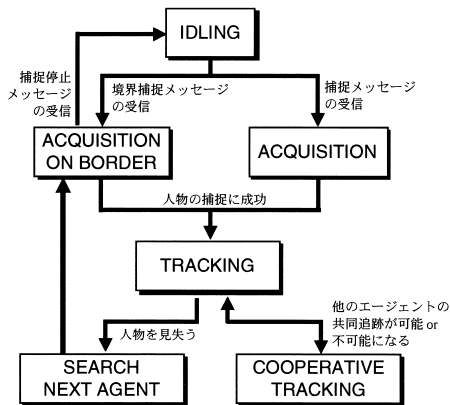 IDLING
捕捉停止
メッセージ
の受信
境界捕捉メッセージ
の受信
捕捉メッセージ
の受信
ACQUISITION
ON BORDER
ACQUISITION
人物の捕捉に成功
TRACKING
人物を見失う
他のエージェントの
共同追跡が可能 or
不可能になる
SEARCH
NEXT AGENT
COOPERATIVE
TRACKING